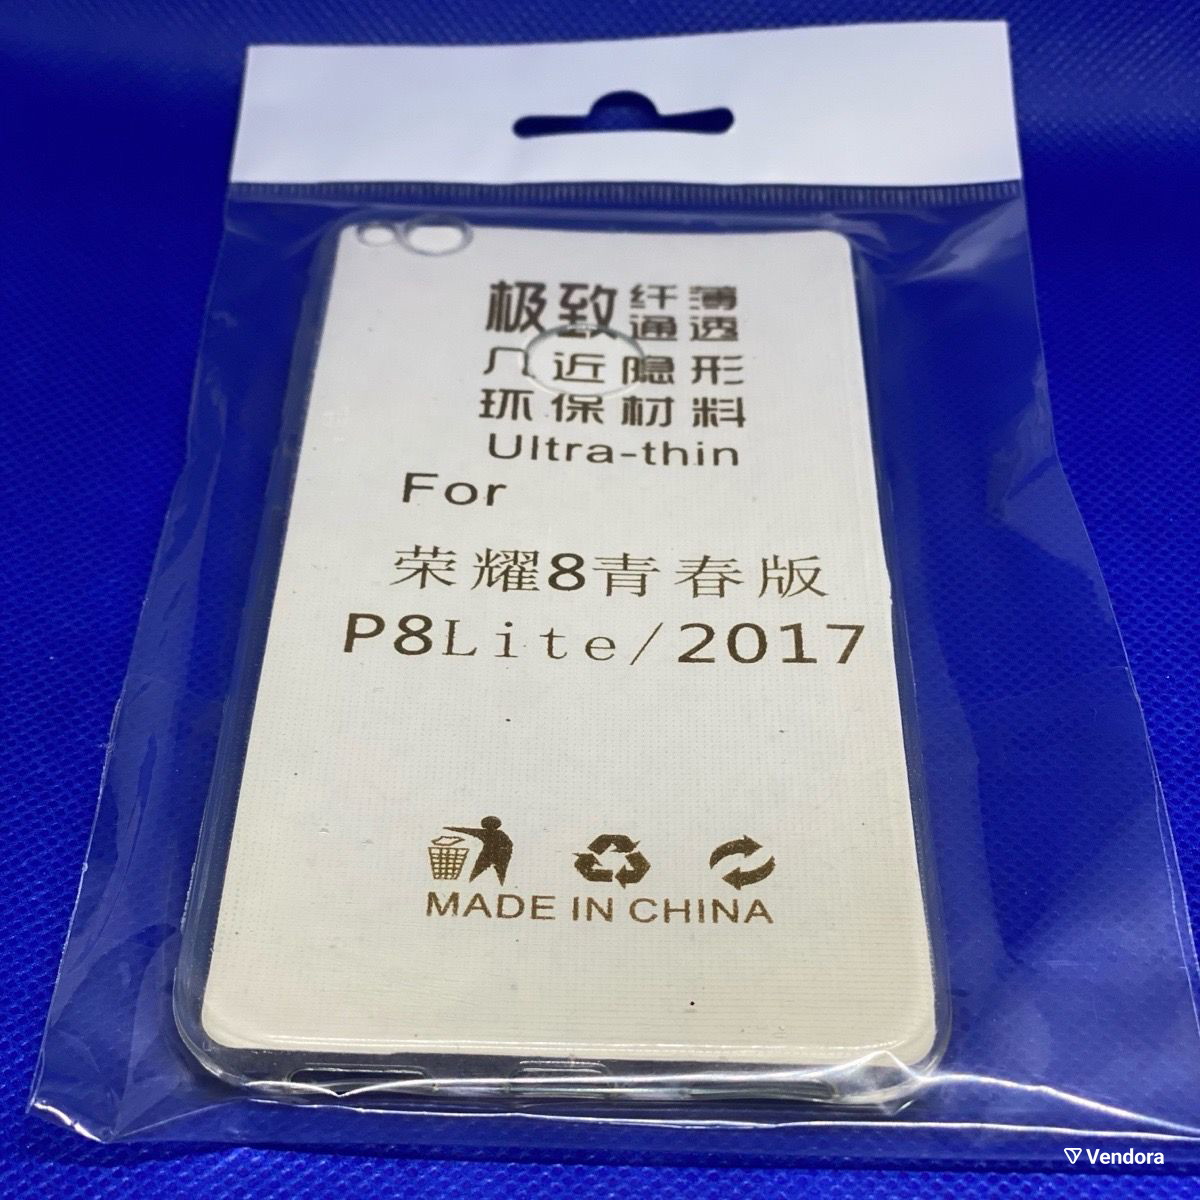 极致纤薄
通透
几近隐形
环保材料
Ultra-thin
For
荣耀8青春版
P8Lite/2017
MADE IN CHINA
Vendora